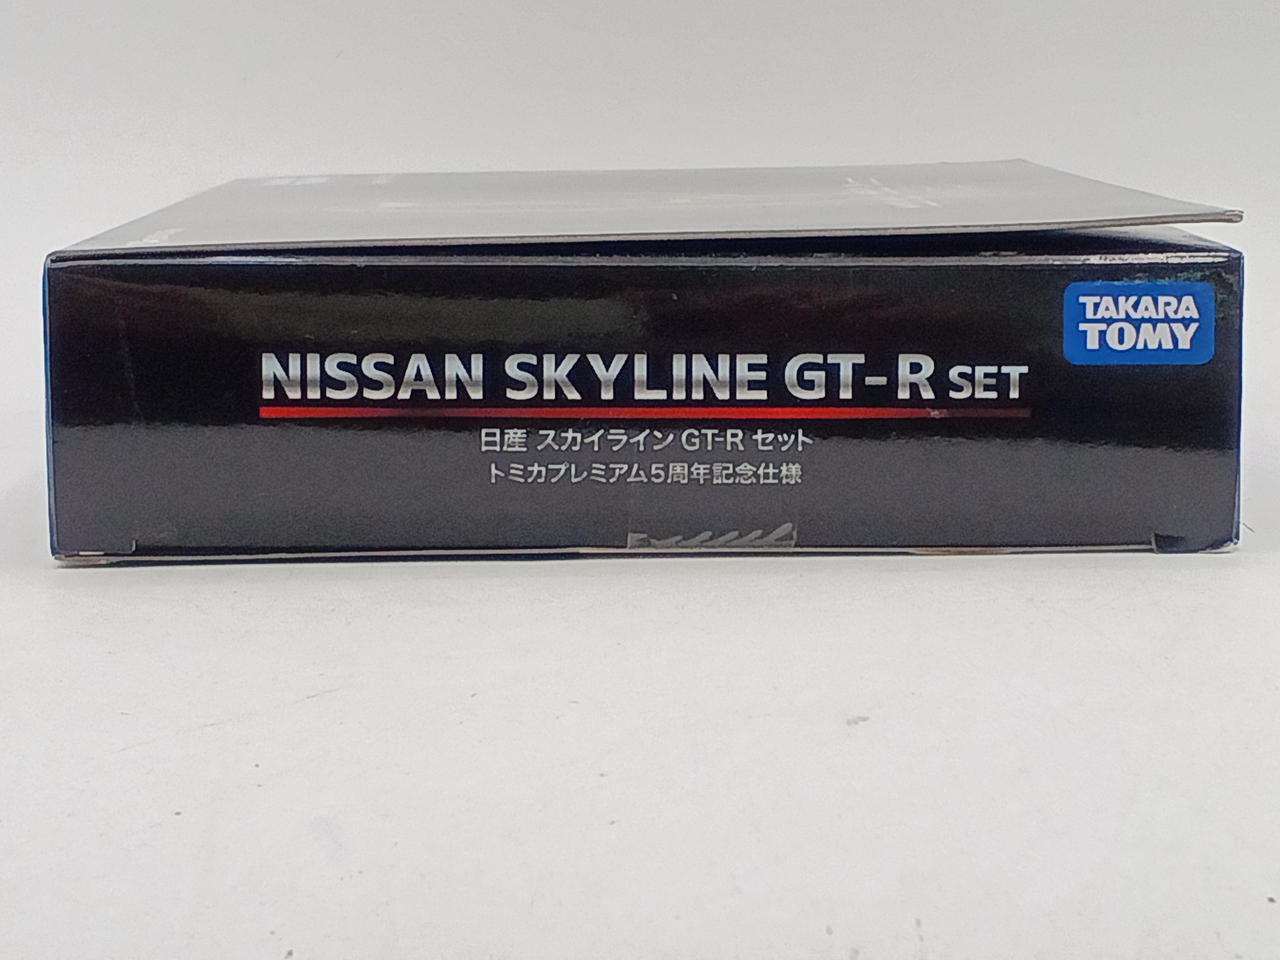 TAKARA
TOMY
NISSAN SKYLINE GT-R SET
日産 スカイライン GT-R セット
トミカプレミアム5周年記念仕様